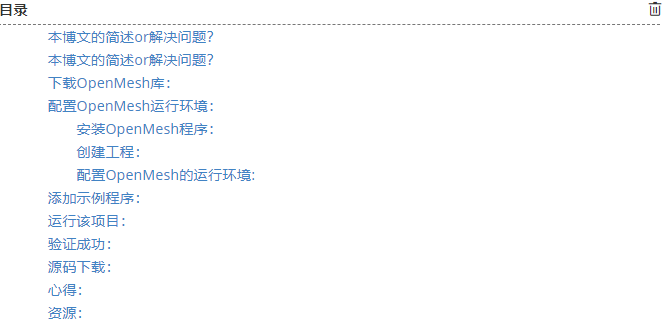 目录
本博文的简述or解决问题？
本博文的简述or解决问题？
下载OpenMesh库：
配置OpenMesh运行环境：
安装OpenMesh程序：
创建工程：
配置OpenMesh的运行环境：
添加示例程序：
运行该项目：
验证成功：
源码下载：
心得：
资源：